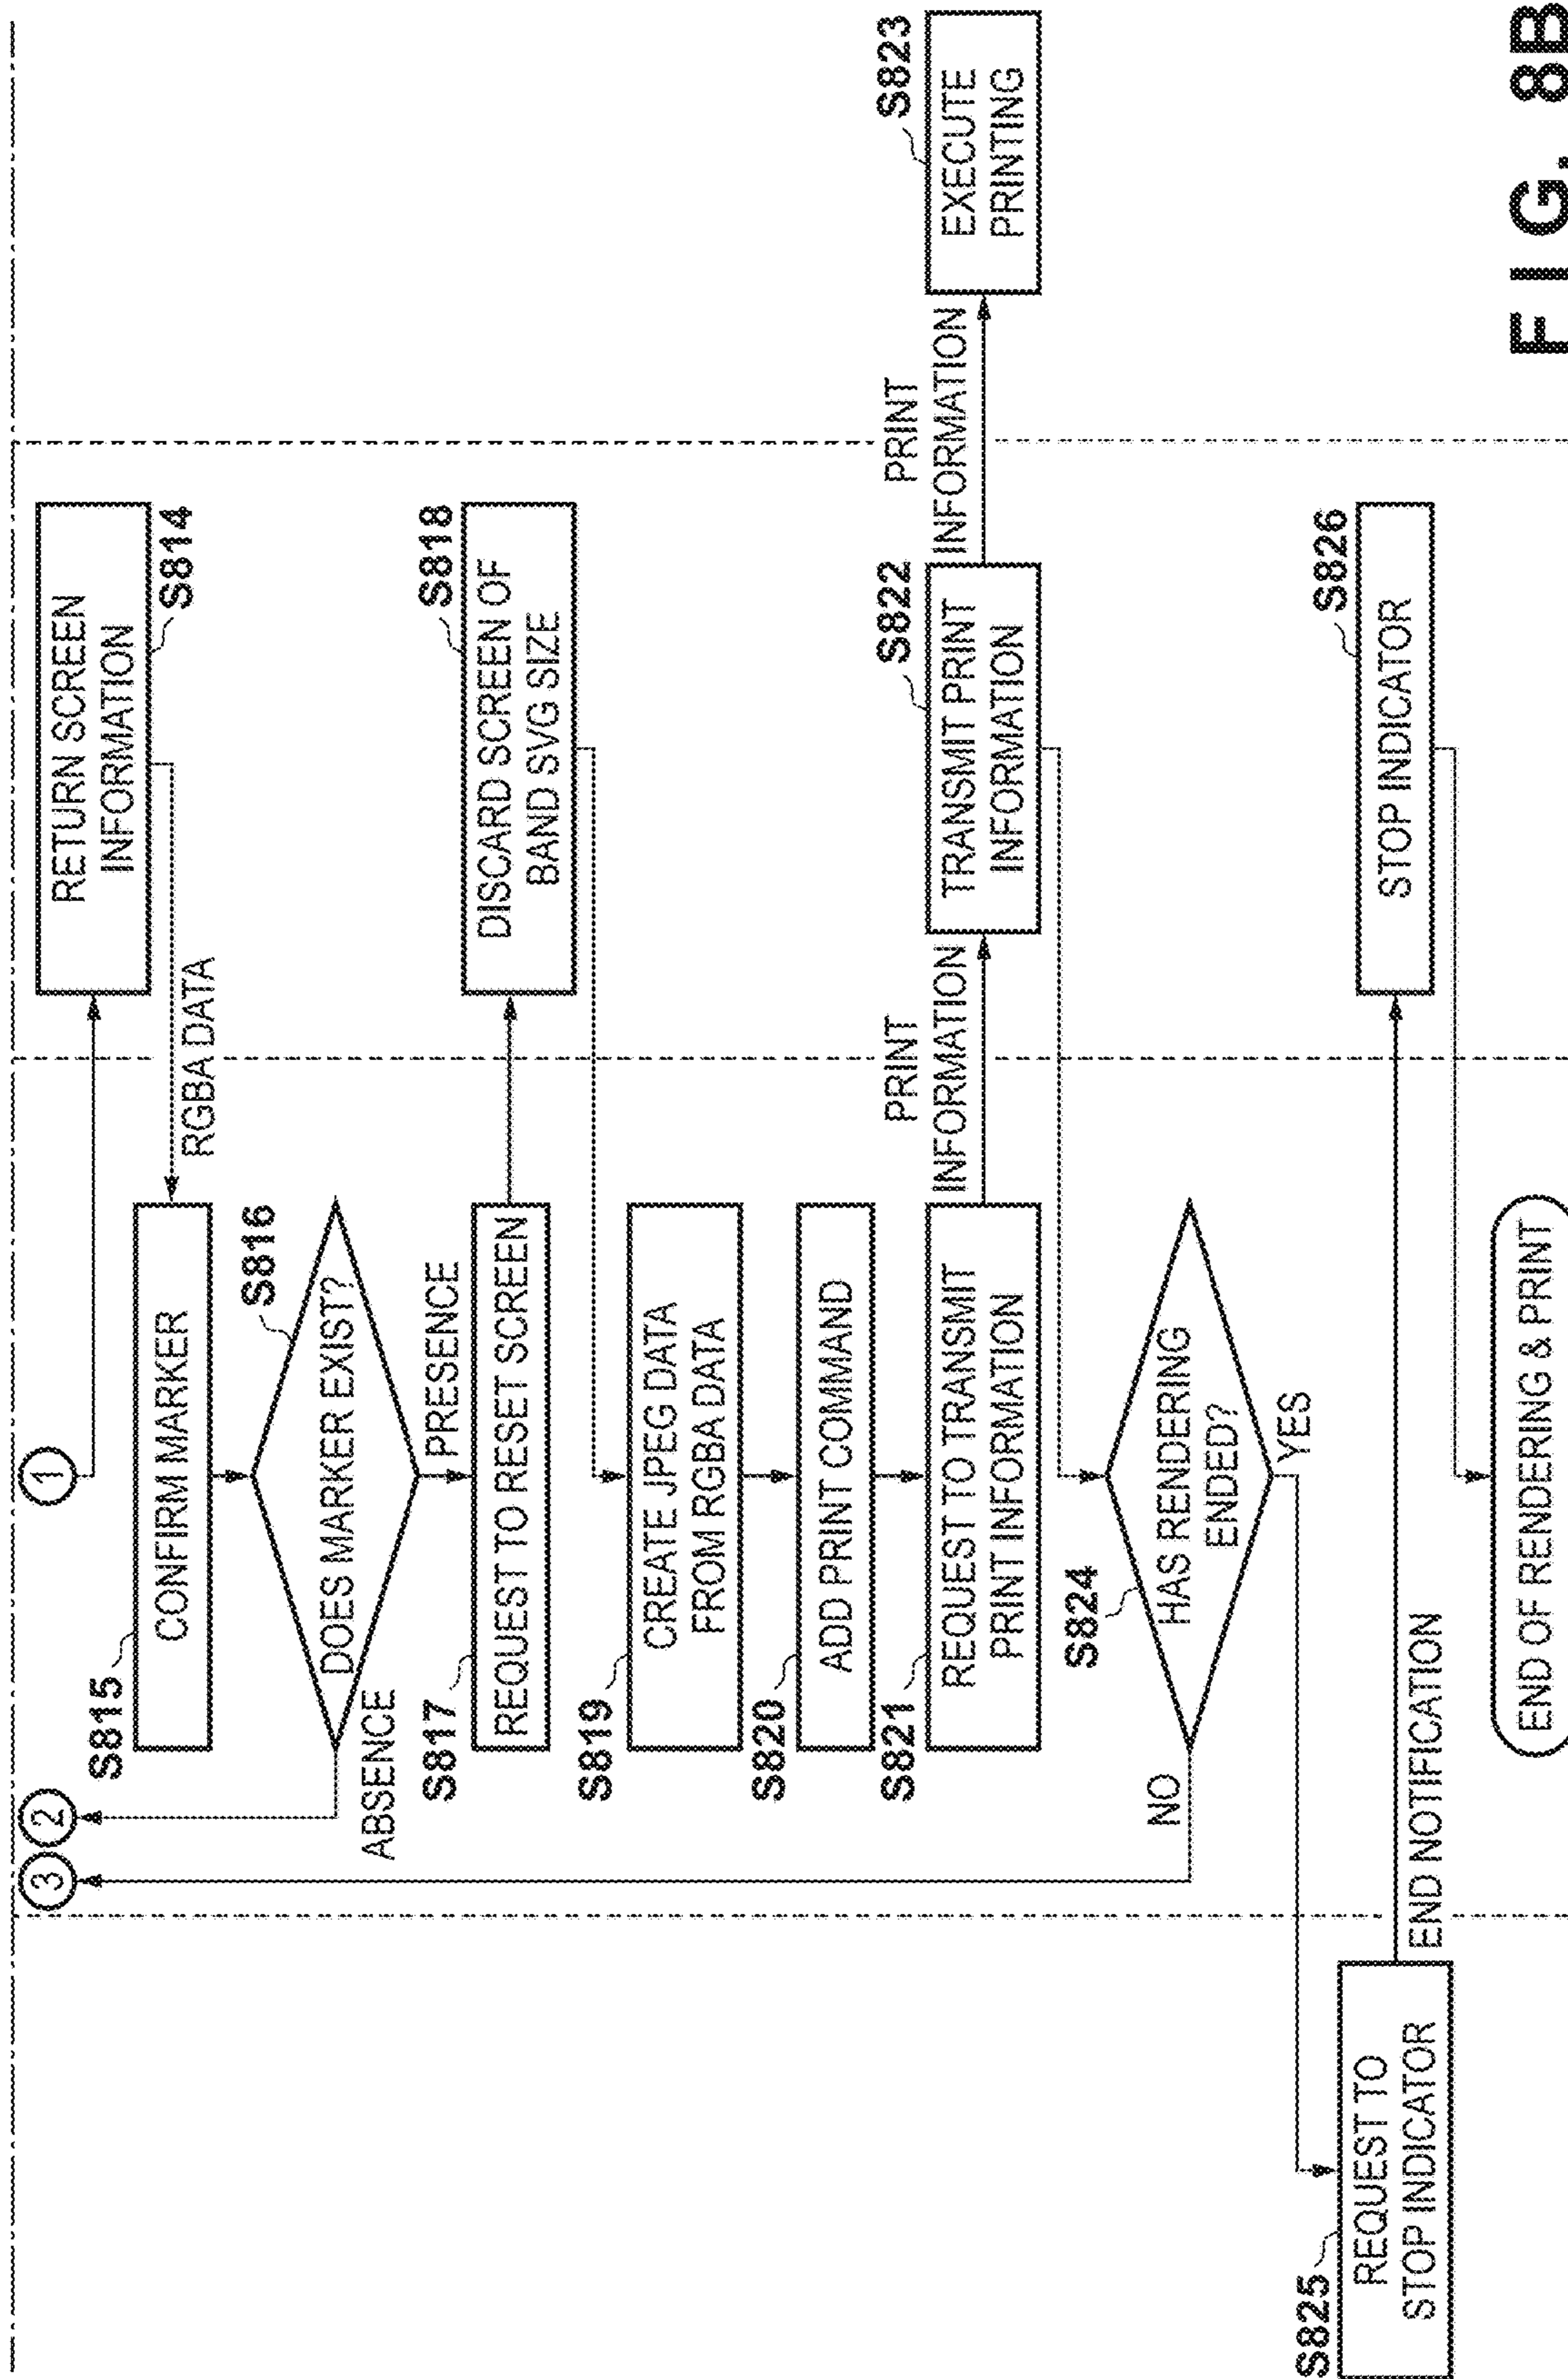 3
2
1
RETURN SCREEN
INFORMATION
S814
RGBA DATA
S815
CONFIRM MARKER
S816
DOES MARKER EXIST?
ABSENCE
PRESENCE
S817
REQUEST TO RESET SCREEN
S818
DISCARD SCREEN OF
BAND SVG SIZE
S819
CREATE JPEG DATA
FROM RGBA DATA
S820
ADD PRINT COMMAND
S821
REQUEST TO TRANSMIT
PRINT INFORMATION
PRINT
INFORMATION
S822
TRANSMIT PRINT
INFORMATION
PRINT
INFORMATION
S823
EXECUTE
PRINTING
S824
HAS RENDERING
ENDED?
NO
YES
S825
REQUEST TO
STOP INDICATOR
END NOTIFICATION
S826
STOP INDICATOR
END OF RENDERING & PRINT
FIG. 8B